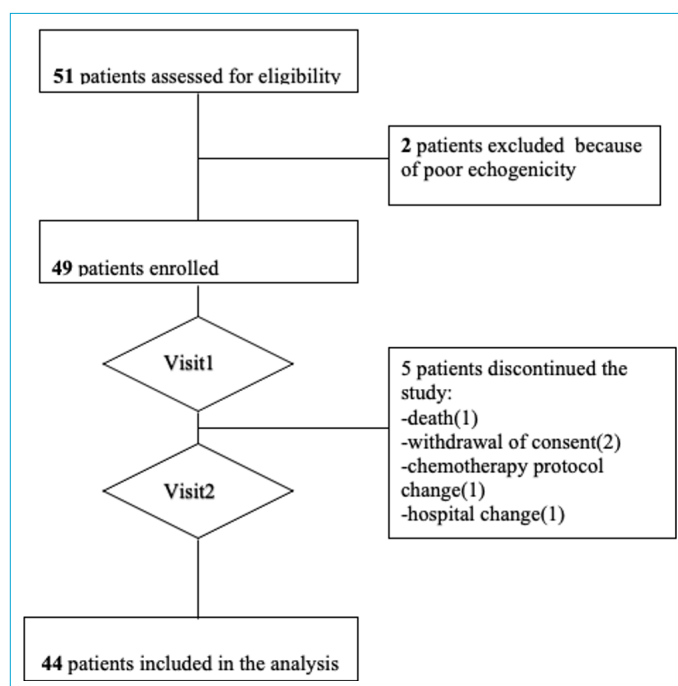 51 patients assessed for eligibility
2 patients excluded because
of poor echogenicity
49 patients enrolled
Visit1
5 patients discontinued the
study:
-death(1)
-withdrawal of consent(2)
-chemotherapy protocol
change(1)
-hospital change(1)
Visit2
44 patients included in the analysis